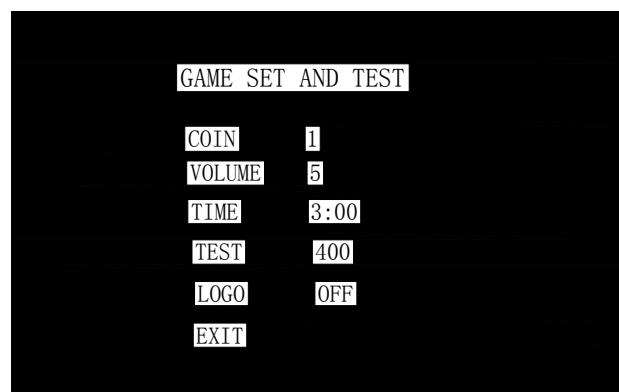 GAME SET AND TEST
COIN 1
VOLUME 5
TIME 3:00
TEST 400
LOGO OFF
EXIT